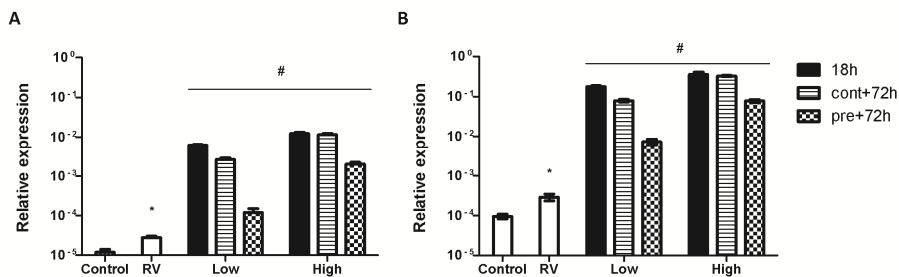 A
Relative expression
10^0
10^-1
10^-2
10^-3
10^-4
10^-5
*
#
Control RV Low High
B
Relative expression
10^0
10^-1
10^-2
10^-3
10^-4
10^-5
*
#
Control RV Low High
18h
cont+72h
pre+72h